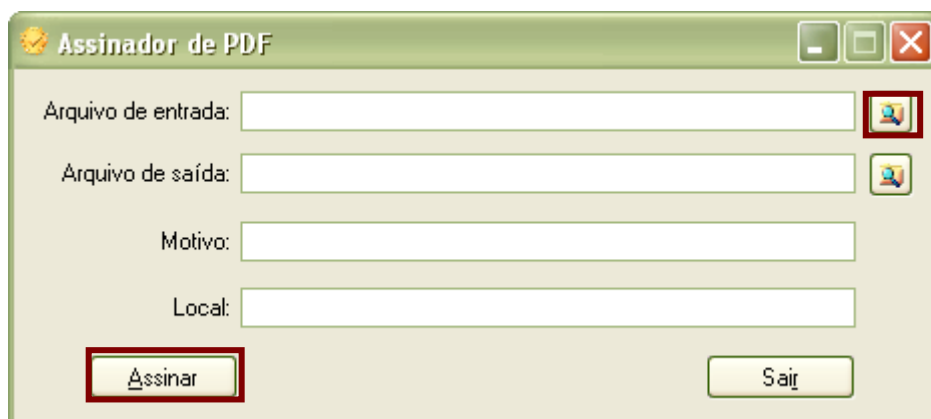 Assinador de PDF
Arquivo de entrada:
Arquivo de saída:
Motivo:
Local:
Assinar Sair